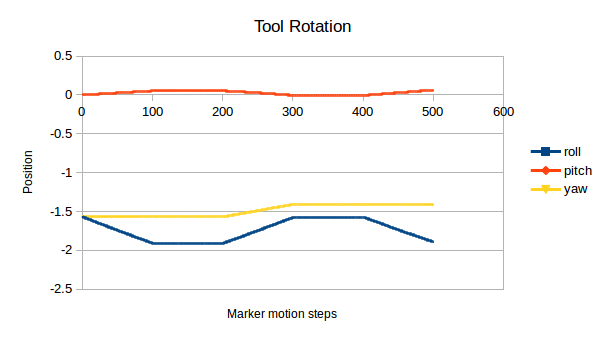 Tool Rotation
0.5
0
0 100 200 300 400 500 600
-0.5
-1
-1.5
-2
-2.5
Position
Marker motion steps
roll
pitch
yaw